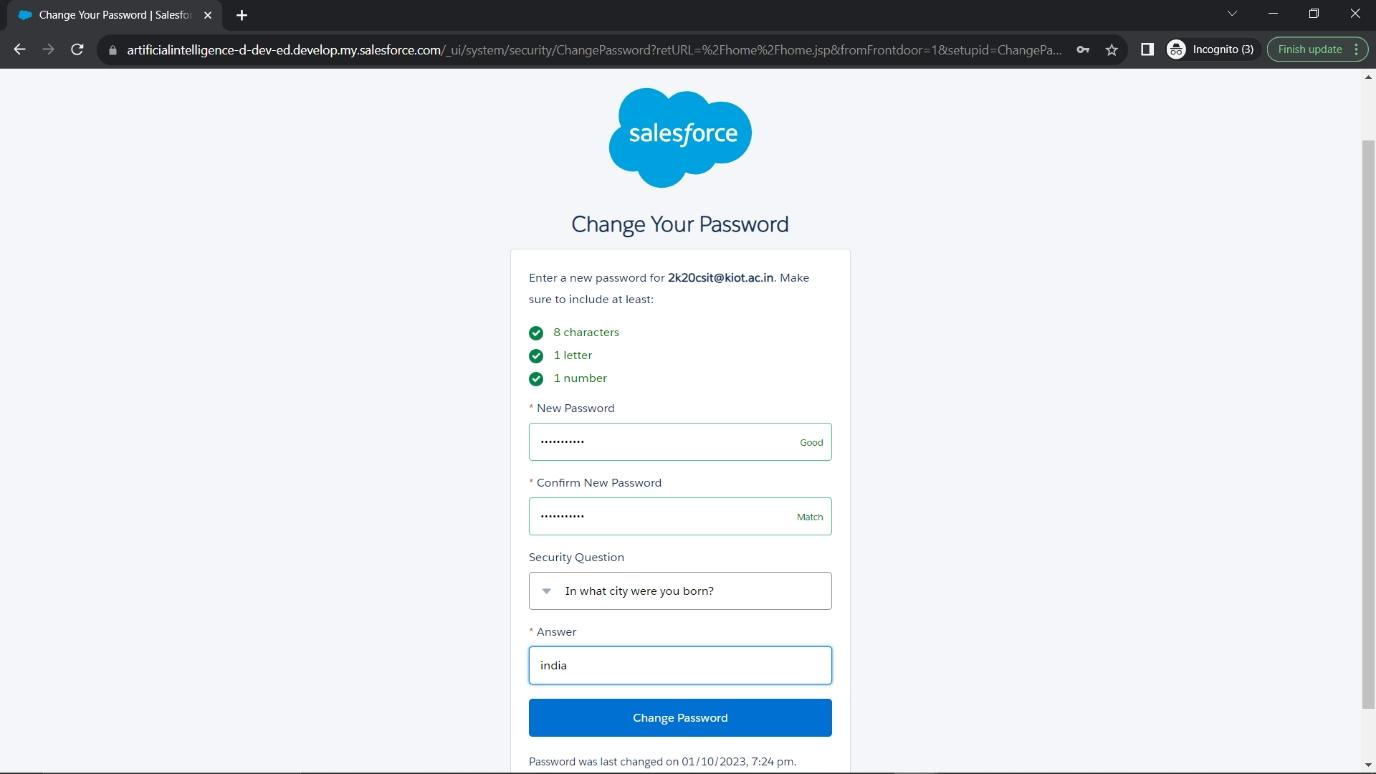 Change Your Password | Salesfor
artificialintelligence-d-dev-ed.develop.my.salesforce.com/_ui/system/security/ChangePassword?retURL=%2Fhome%2Fhome.jsp&fromFrontdoor=1&setupid=ChangePa...
Incognito (3)
Finish update
salesforce
Change Your Password
Enter a new password for 2k20csit@kiot.ac.in. Make
sure to include at least:
8 characters
1 letter
1 number
* New Password
••••••••••• Good
* Confirm New Password
••••••••••• Match
Security Question
In what city were you born?
* Answer
india
Change Password
Password was last changed on 01/10/2023, 7:24 pm.